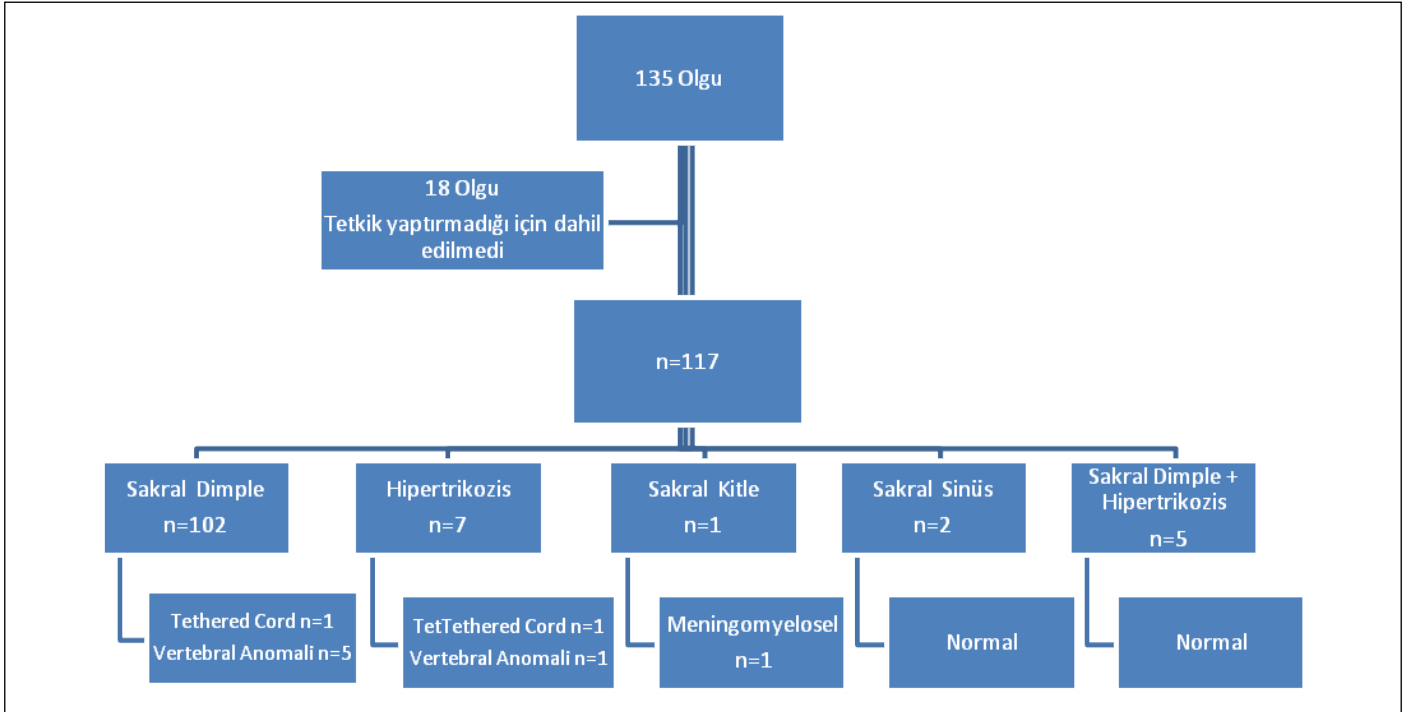 135 Olgu
18 Olgu
Tetkik yaptırmadığı için dahil
edilmedi
n=117
Sakral Dimple
n=102
Hipertrikozis
n=7
Sakral Kitle
n=1
Sakral Sinüs
n=2
Sakral Dimple +
Hipertrikozis
n=5
Tethered Cord n=1
Vertebral Anomali n=5
TetTethered Cord n=1
Vertebral Anomali n=1
Meningomyelosel
n=1
Normal
Normal